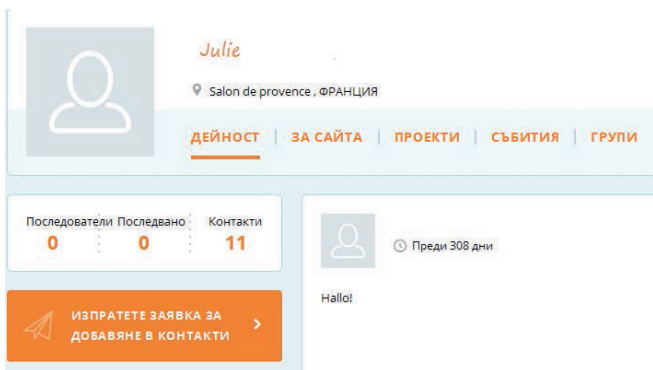 Julie
Salon de provence , ФРАНЦИЯ
ДЕЙНОСТ | ЗА САЙТА | ПРОЕКТИ | СЪБИТИЯ | ГРУПИ
Последователи Последвано Контакти
0 0 11
Преди 308 дни
Hallo!
ИЗПРАТЕТЕ ЗАЯВКА ЗА
ДОБАВЯНЕ В КОНТАКТИ